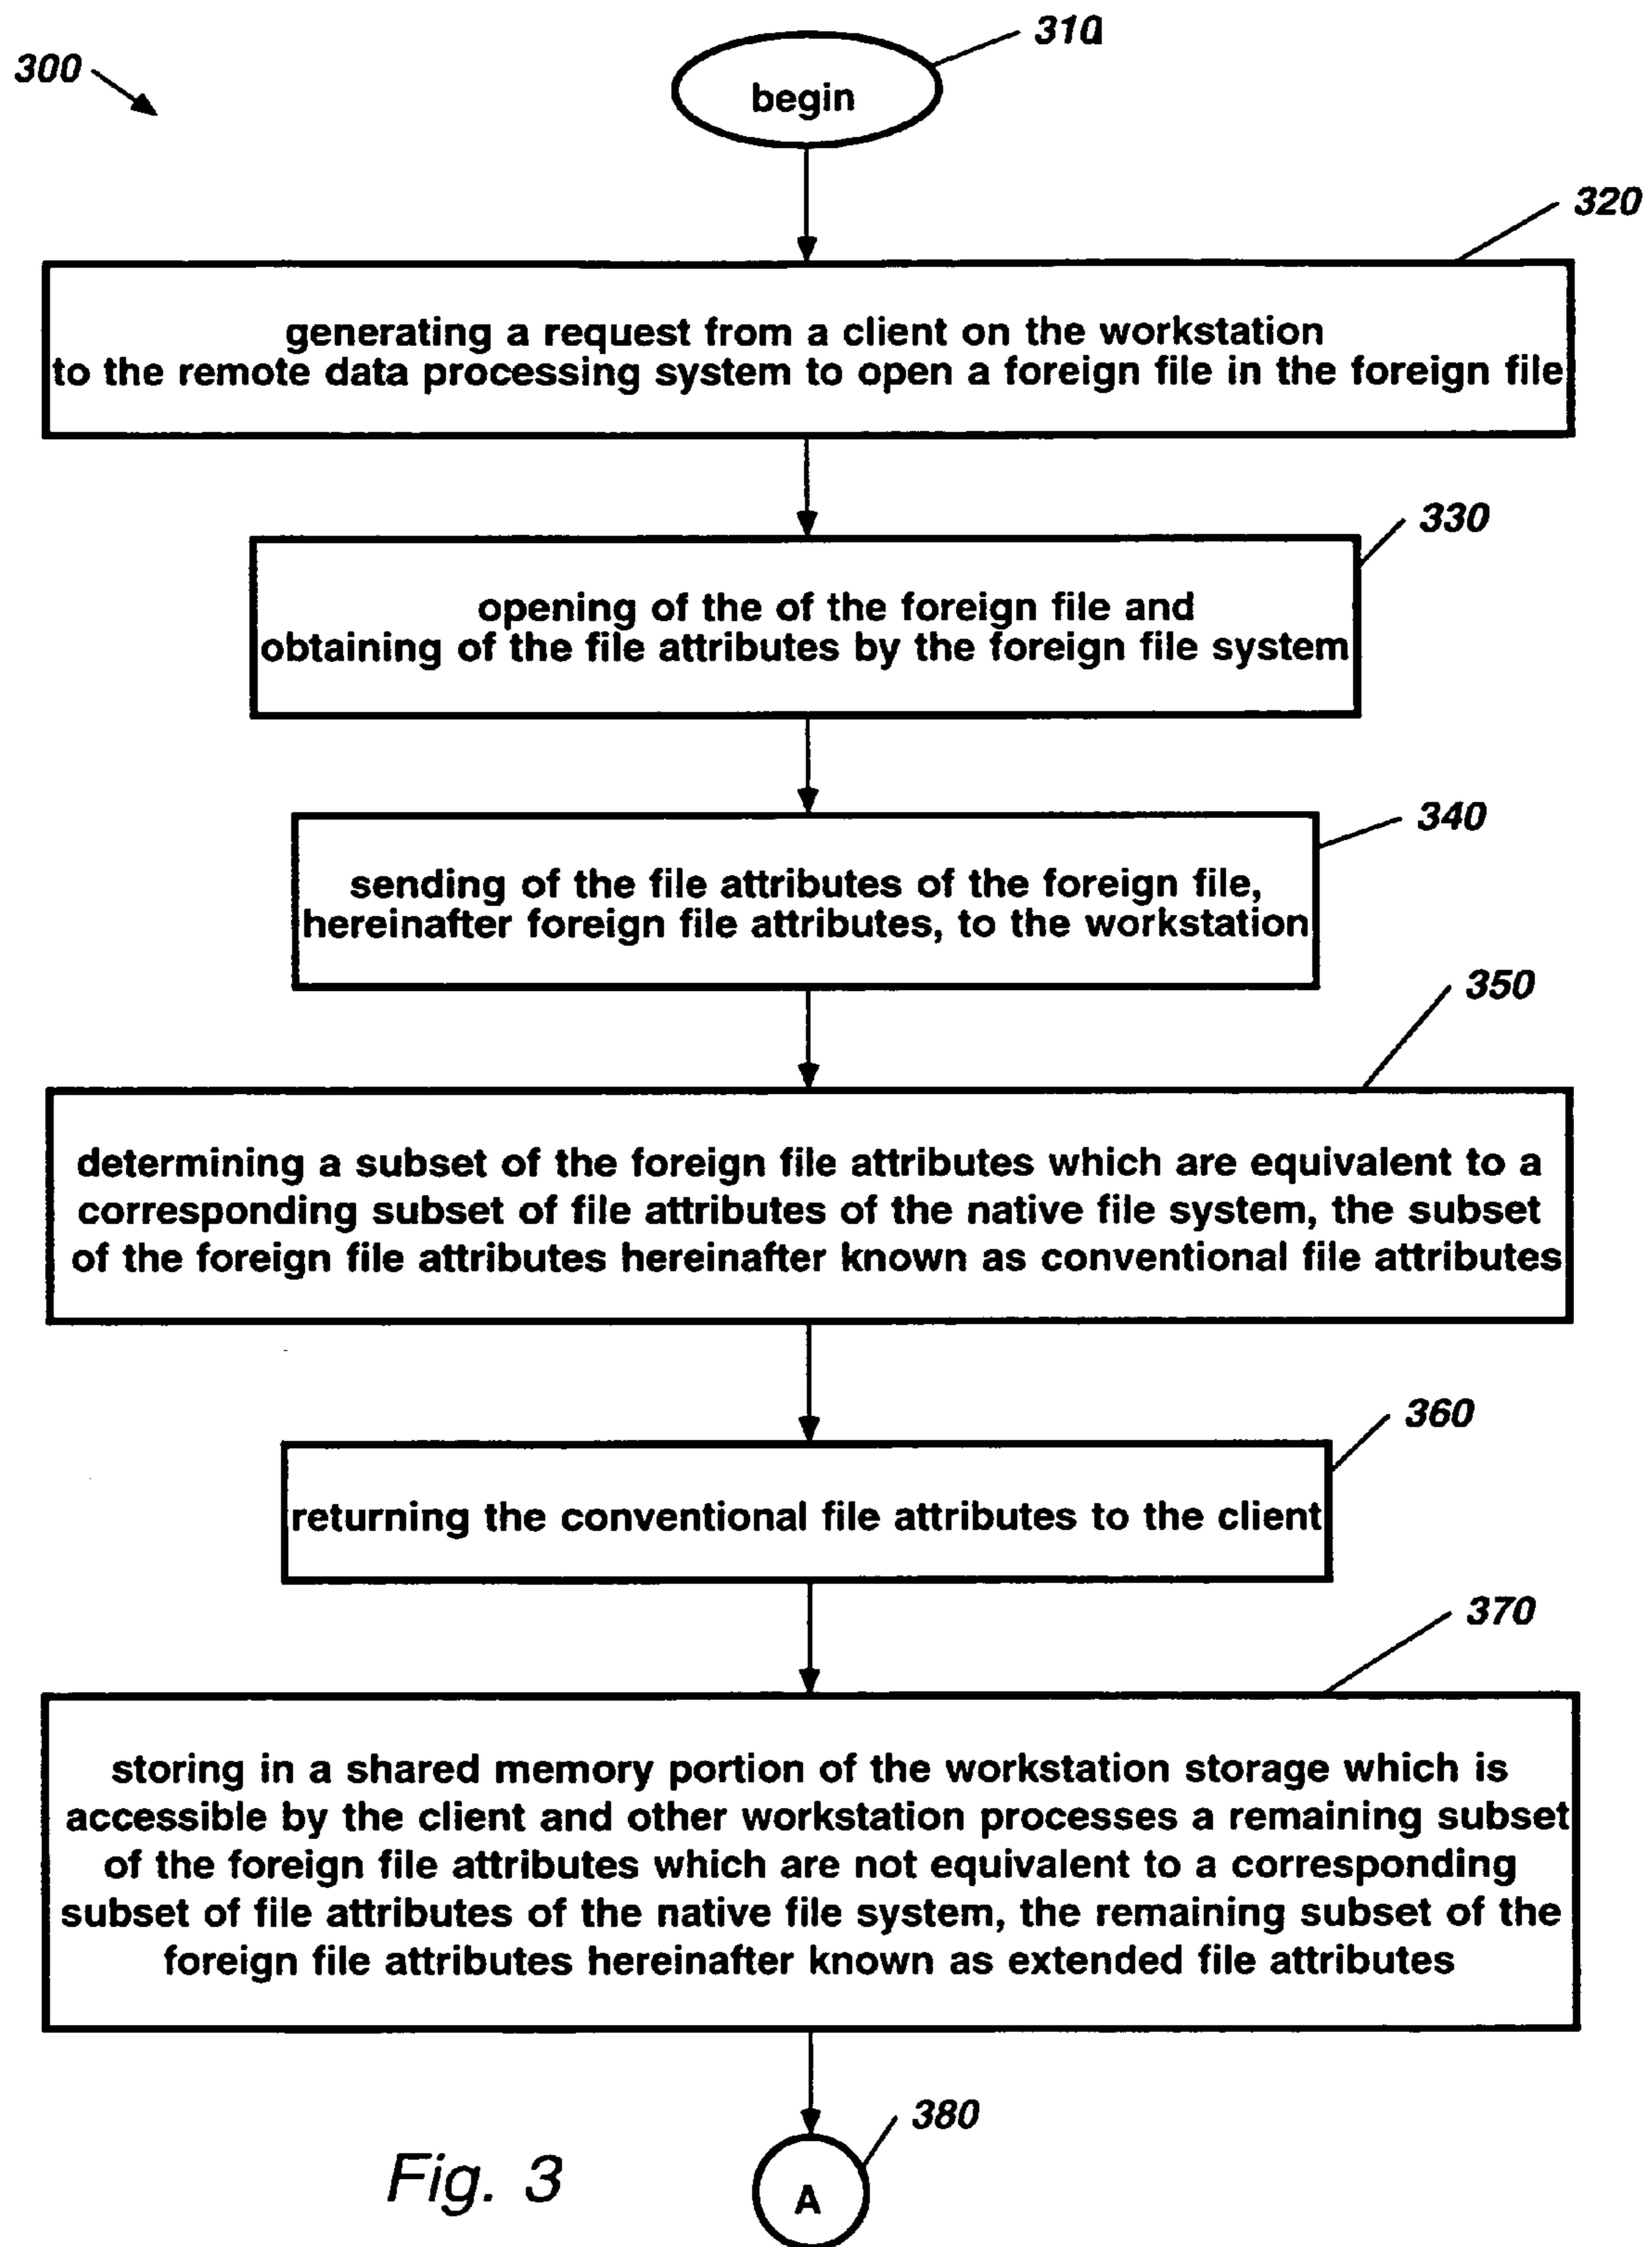 300
310
begin
320
generating a request from a client on the workstation
to the remote data processing system to open a foreign file in the foreign file
330
opening of the of the foreign file and
obtaining of the file attributes by the foreign file system
340
sending of the file attributes of the foreign file,
hereinafter foreign file attributes, to the workstation
350
determining a subset of the foreign file attributes which are equivalent to a
corresponding subset of file attributes of the native file system, the subset
of the foreign file attributes hereinafter known as conventional file attributes
360
returning the conventional file attributes to the client
370
storing in a shared memory portion of the workstation storage which is
accessible by the client and other workstation processes a remaining subset
of the foreign file attributes which are not equivalent to a corresponding
subset of file attributes of the native file system, the remaining subset of the
foreign file attributes hereinafter known as extended file attributes
380
A
Fig. 3